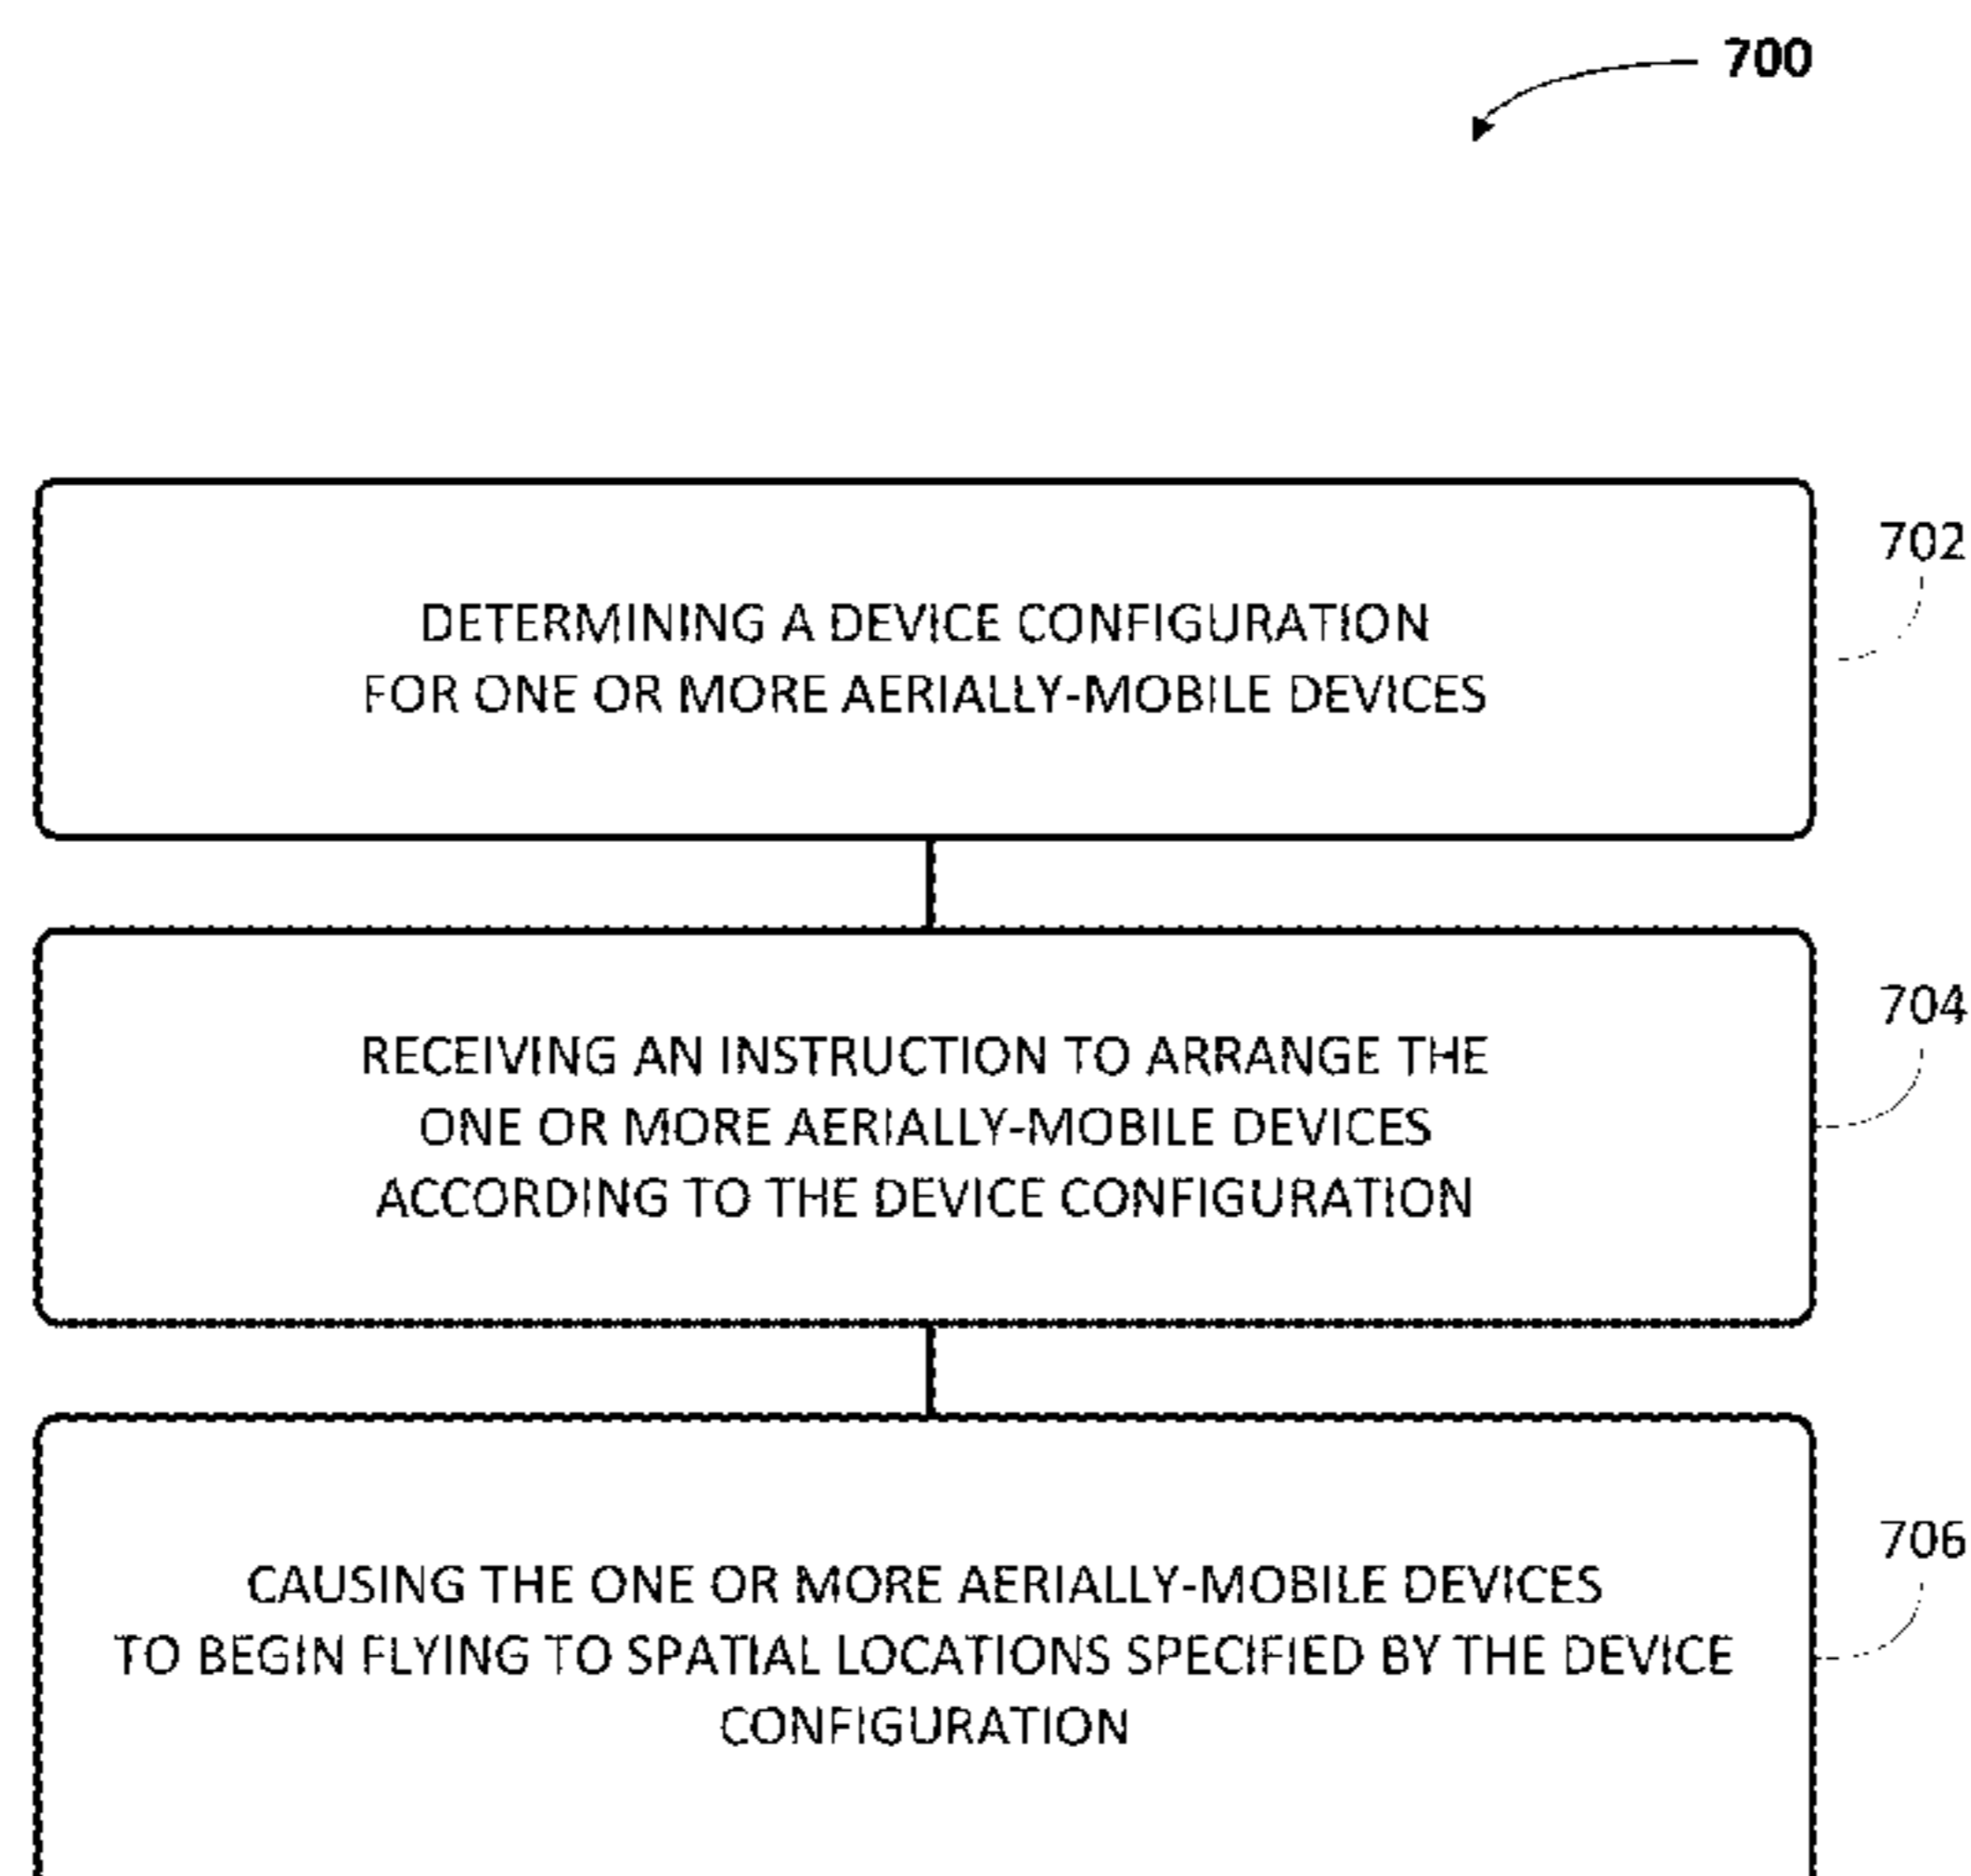 700
702
DETERMINING A DEVICE CONFIGURATION
FOR ONE OR MORE AERIALLY-MOBILE DEVICES
704
RECEIVING AN INSTRUCTION TO ARRANGE THE
ONE OR MORE AERIALLY-MOBILE DEVICES
ACCORDING TO THE DEVICE CONFIGURATION
706
CAUSING THE ONE OR MORE AERIALLY-MOBILE DEVICES
TO BEGIN FLYING TO SPATIAL LOCATIONS SPECIFIED BY THE DEVICE
CONFIGURATION